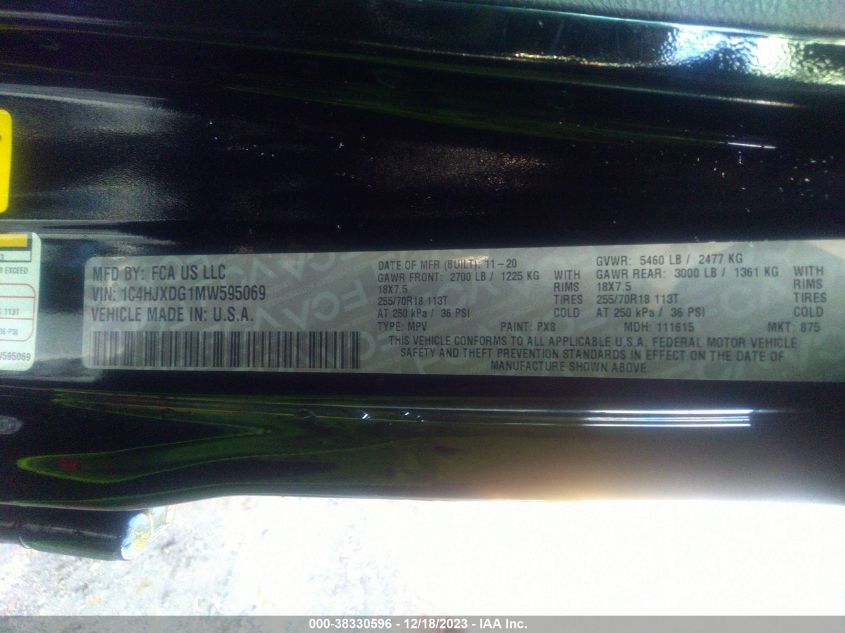 MFD BY: FCA US LLC
VIN: 1C4HJXDG1MW595069
VEHICLE MADE IN: U.S.A.
DATE OF MFR (BUILT): 11-20
GAWR FRONT: 2700 LB / 1225 KG WITH
18X7.5 RIMS
255/70R18 113T TIRES
AT 250 kPa / 36 PSI COLD
TYPE: MPV PAINT: PX8
GVWR: 5460 LB / 2477 KG
GAWR REAR: 3000 LB / 1361 KG WITH
18X7.5 RIMS
255/70R18 113T TIRES
AT 250 kPa / 36 PSI COLD
MDH: 111615 MKT: 875
THIS VEHICLE CONFORMS TO ALL APPLICABLE U.S.A. FEDERAL MOTOR VEHICLE
SAFETY AND THEFT PREVENTION STANDARDS IN EFFECT ON THE DATE OF
MANUFACTURE SHOWN ABOVE.
EXCEED
113T
36 PSI
595069
000-38330596 - 12/18/2023 - IAA Inc.